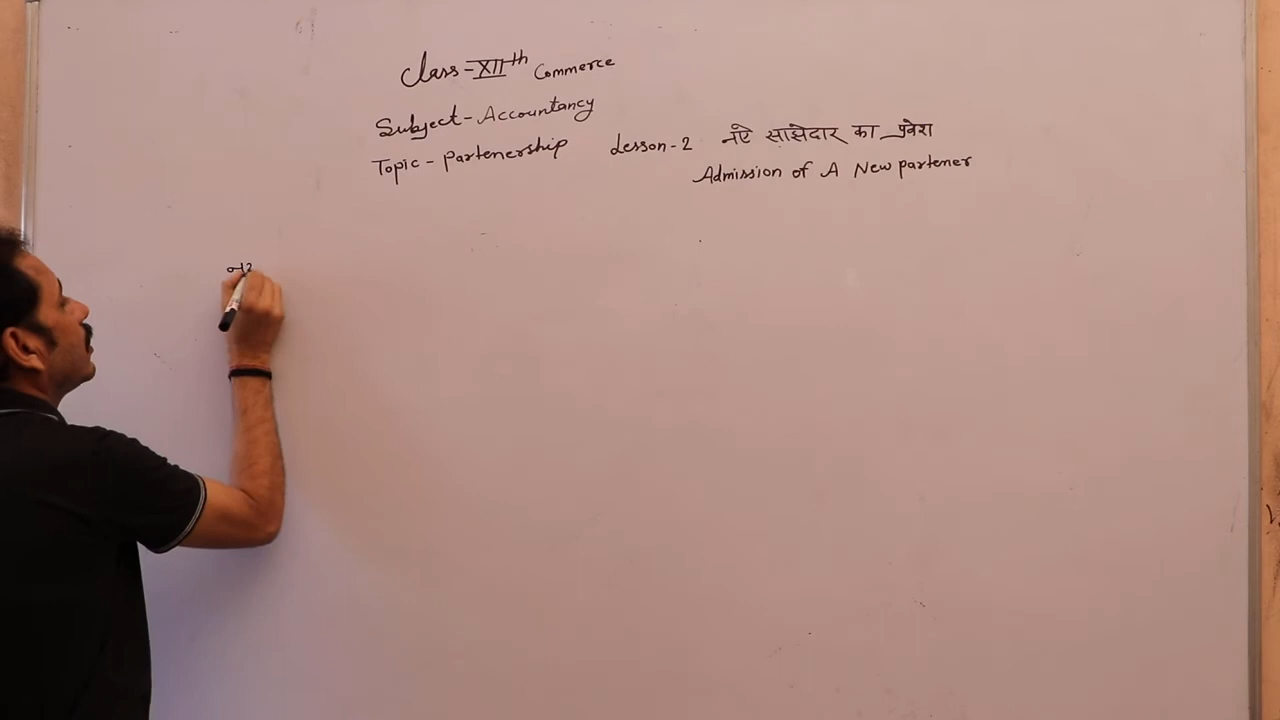 Class-XIIth Commerce
Subject-Accountancy
Topic-Partenership Lesson-2 नऐ साझेदार का प्रवेश
Admission of A New partener